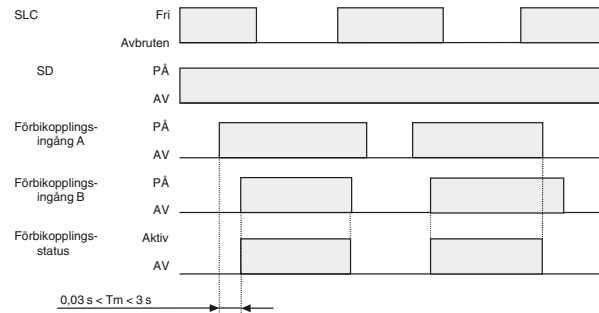 SLC
Fri
Avbruten
SD
PÅ
AV
Förbikopplings-
ingång A
PÅ
AV
Förbikopplings-
ingång B
PÅ
AV
Förbikopplings-
status
Aktiv
AV
0,03 s < Tm < 3 s